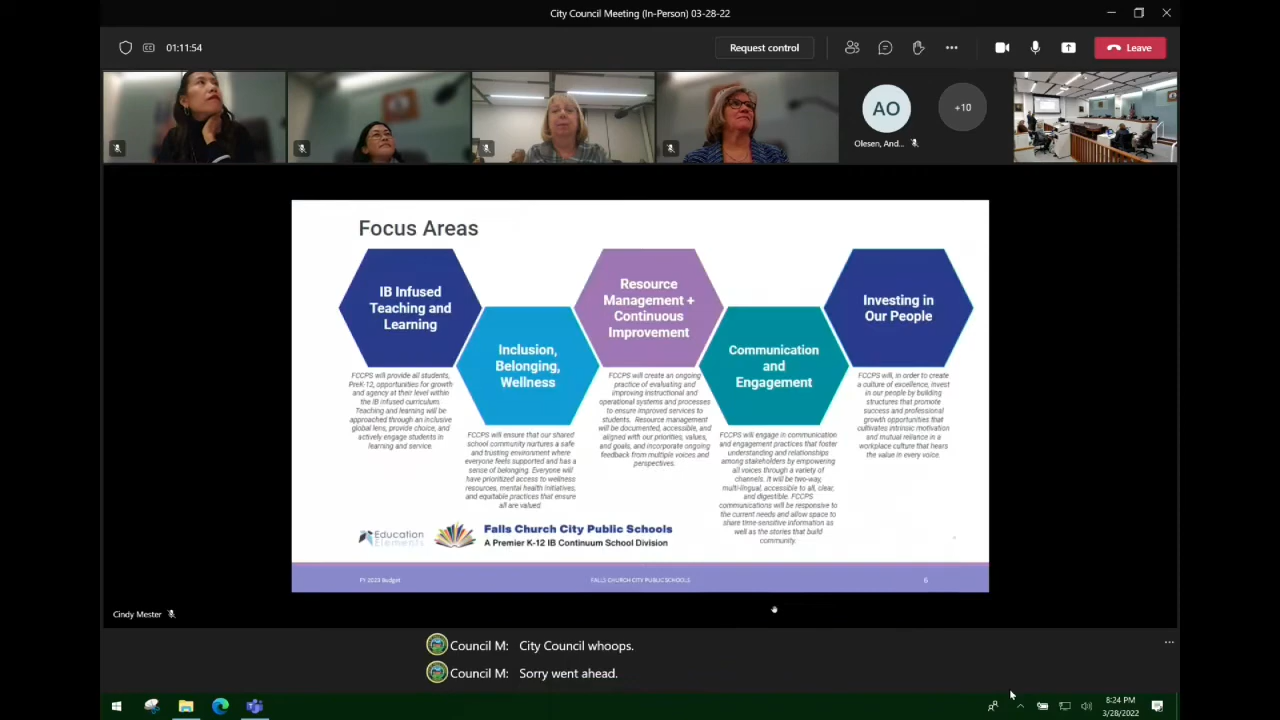 City Council Meeting (In-Person) 03-28-22
01:11:54
Request control
Leave
AO
+10
Olesen, And...
Focus Areas
IB Infused
Teaching and
Learning
FCCPS will provide all students,
PreK-12, opportunities for growth
and agency at their level within
the IB infused curriculum.
Teaching and learning will be
approached through an inclusive
global lens, provide choice, and
actively engage students in
learning and service.
Inclusion,
Belonging,
Wellness
FCCPS will ensure that our shared
school community nurtures a safe
and trusting environment where
everyone feels supported and has a
sense of belonging. Everyone will
have prioritized access to wellness
resources, mental health initiatives,
and equitable practices that ensure
all are valued.
Resource
Management +
Continuous
Improvement
FCCPS will create an ongoing
practice of evaluating and
improving instructional and
operational systems and processes
to ensure improved services to
students. Resource management
will be documented, accessible, and
aligned with our priorities, values,
and goals, and incorporate ongoing
feedback from multiple voices and
perspectives.
Communication
and
Engagement
FCCPS will engage in communication
and engagement practices that foster
understanding and relationships
among stakeholders by empowering
all voices through a variety of
channels. It will be two-way,
multi-lingual, accessible to all, clear,
and digestible. FCCPS
communications will be responsive to
the current needs and allow space to
share time-sensitive information as
well as the stories that build
community.
Investing in
Our People
FCCPS will, in order to create
a culture of excellence, invest
in our people by building
structures that promote
success and professional
growth opportunities that
cultivates intrinsic motivation
and mutual reliance in a
workplace culture that hears
the value in every voice.
Education
Elements
Falls Church City Public Schools
A Premier K-12 IB Continuum School Division
FY 2023 Budget
FALLS CHURCH CITY PUBLIC SCHOOLS
6
Cindy Mester
Council M: City Council whoops.
Council M: Sorry went ahead.
8:24 PM
3/28/2022